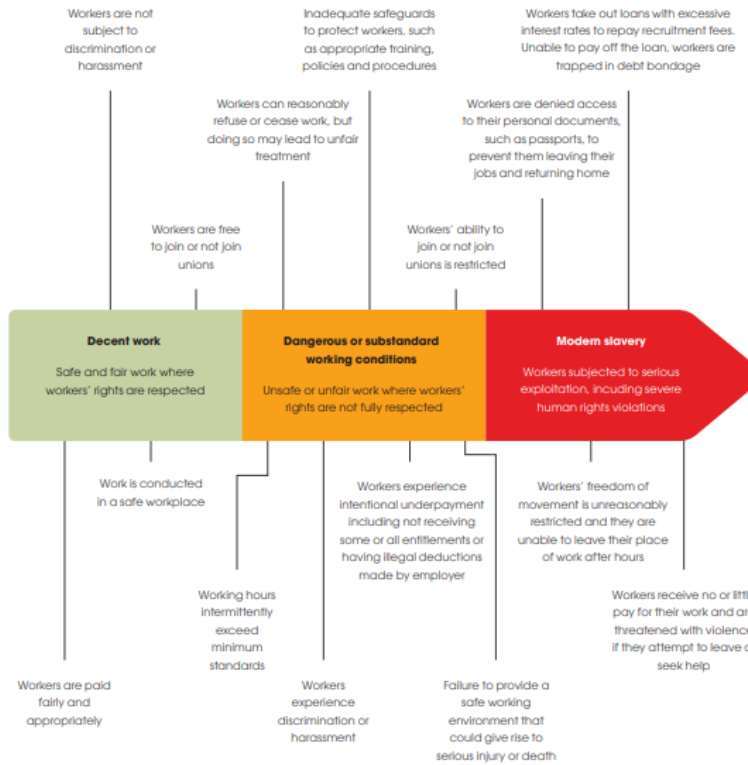 Workers are not
subject to
discrimination or
harassment
Inadequate safeguards
to protect workers, such
as appropriate training,
policies and procedures
Workers take out loans with excessive
interest rates to repay recruitment fees.
Unable to pay off the loan, workers are
trapped in debt bondage
Workers can reasonably
refuse or cease work, but
doing so may lead to unfair
treatment
Workers are denied access
to their personal documents,
such as passports, to
prevent them leaving their
jobs and returning home
Workers are free
to join or not join
unions
Workers' ability to
join or not join
unions is restricted
Decent work
Safe and fair work where
workers' rights are respected
Dangerous or substandard
working conditions
Unsafe or unfair work where workers'
rights are not fully respected
Modern slavery
Workers subjected to serious
exploitation, incuding severe
human rights violations
Work is conducted
in a safe workplace
Workers experience
intentional underpayment
including not receiving
some or all entitlements or
having illegal deductions
made by employer
Workers' freedom of
movement is unreasonably
restricted and they are
unable to leave their place
of work after hours
Working hours
intermittently
exceed
minimum
standards
Workers receive no or littl
pay for their work and ar
threatened with violence
if they attempt to leave o
seek help
Workers are paid
fairly and
appropriately
Workers
experience
discrimination or
harassment
Failure to provide a
safe working
environment that
could give rise to
serious injury or death